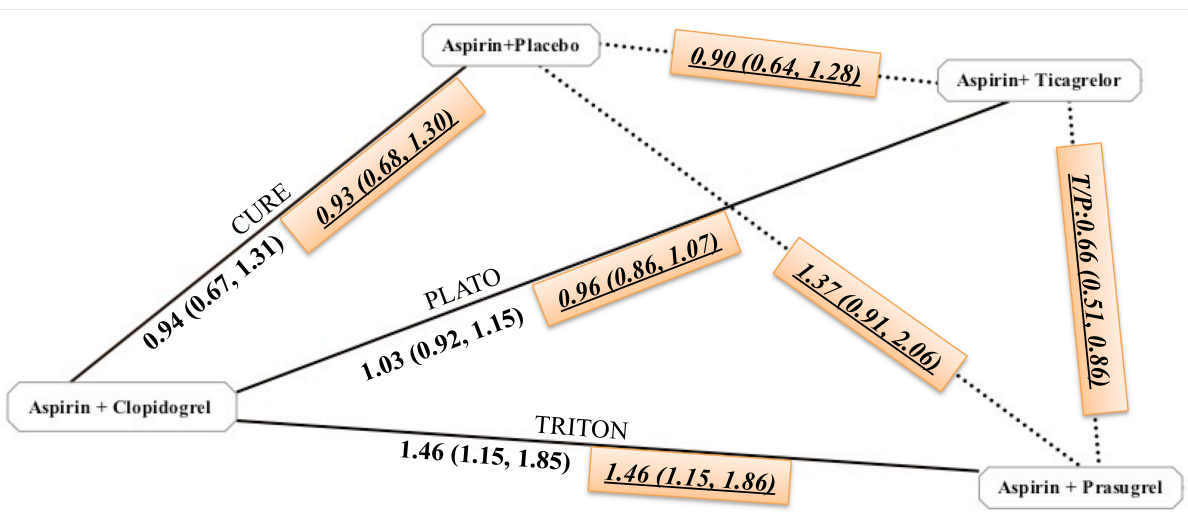 Aspirin+Placebo
0.90 (0.64, 1.28)
Aspirin+ Ticagrelor
CURE
0.94 (0.67, 1.31)
0.93 (0.68, 1.30)
PLATO
1.03 (0.92, 1.15)
0.96 (0.86, 1.07)
1.37 (0.91, 2.06)
T/P:0.66 (0.51, 0.86)
Aspirin + Clopidogrel
TRITON
1.46 (1.15, 1.85)
1.46 (1.15, 1.86)
Aspirin + Prasugrel